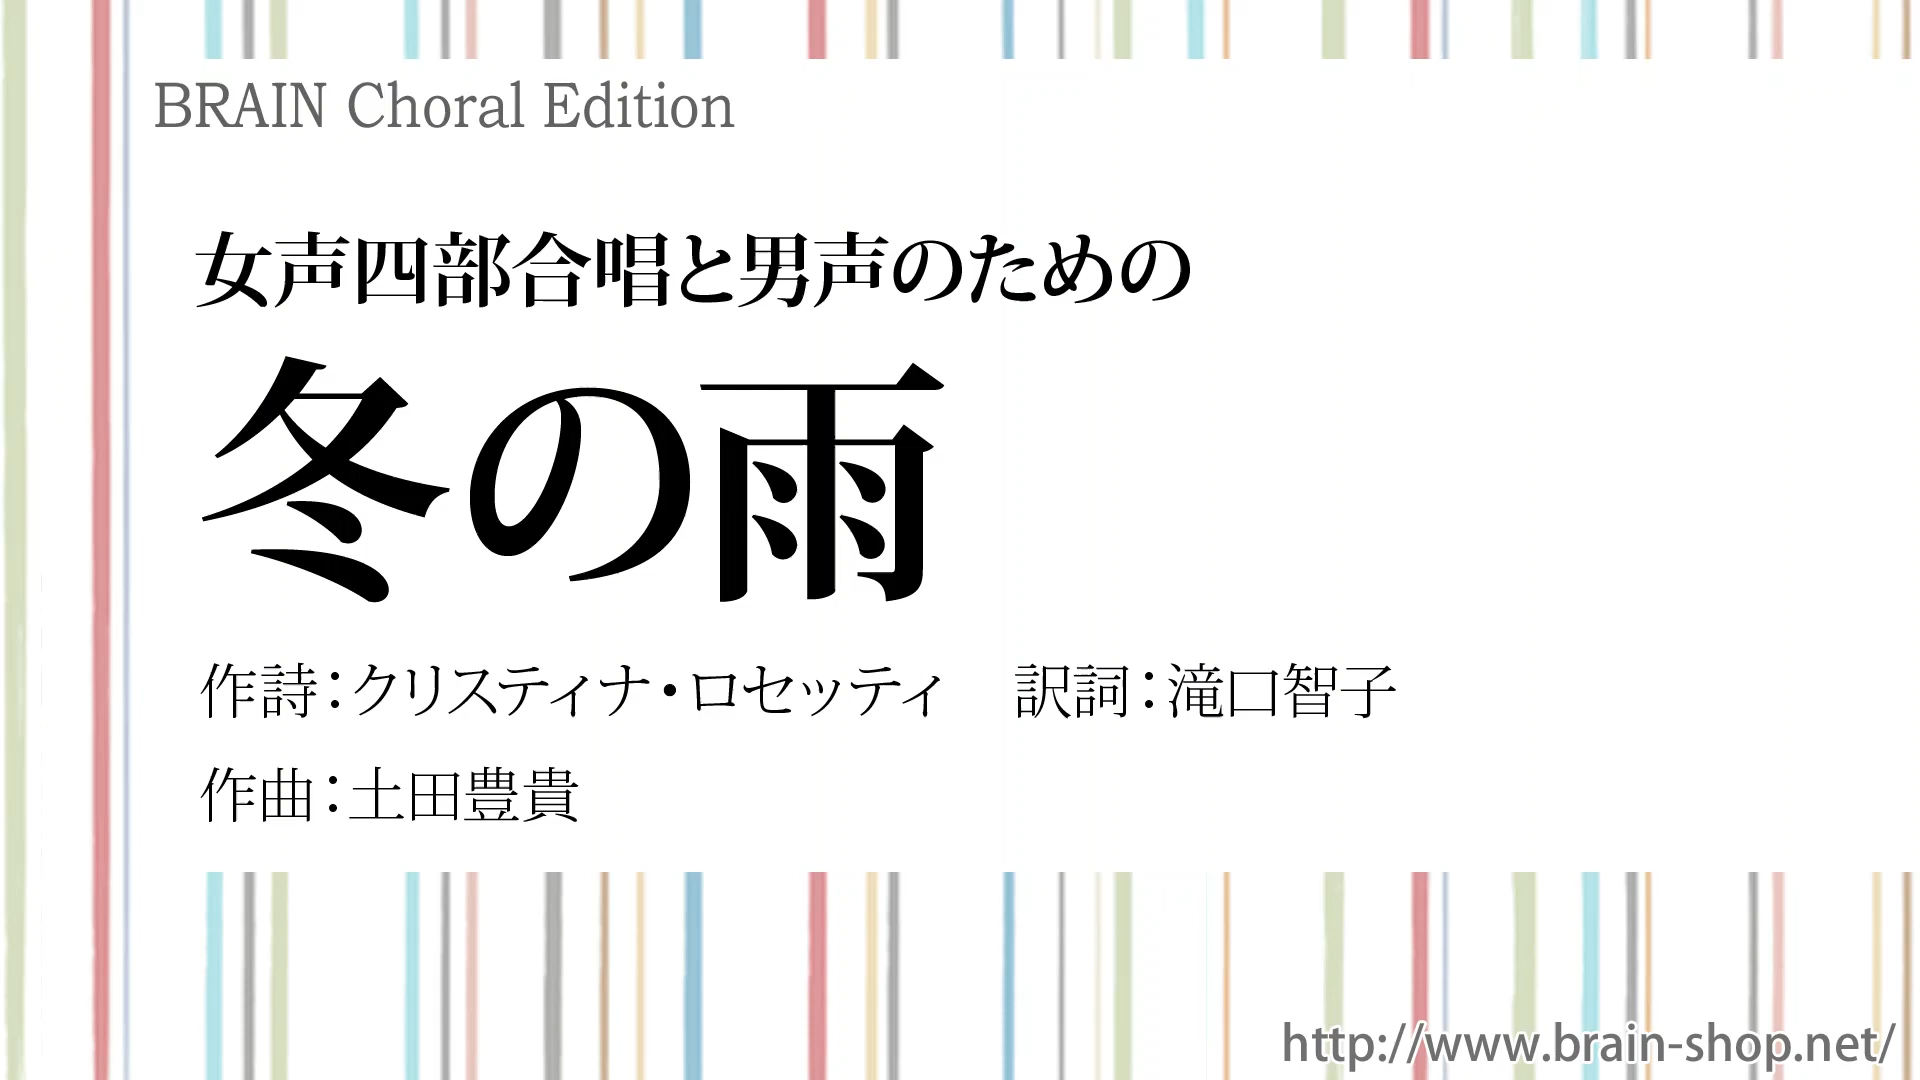 BRAIN Choral Edition
女声四部合唱と男声のための
冬の雨
作詩：クリスティナ・ロセッティ　訳詞：滝口智子
作曲：土田豊貴
http://www.brain-shop.net/